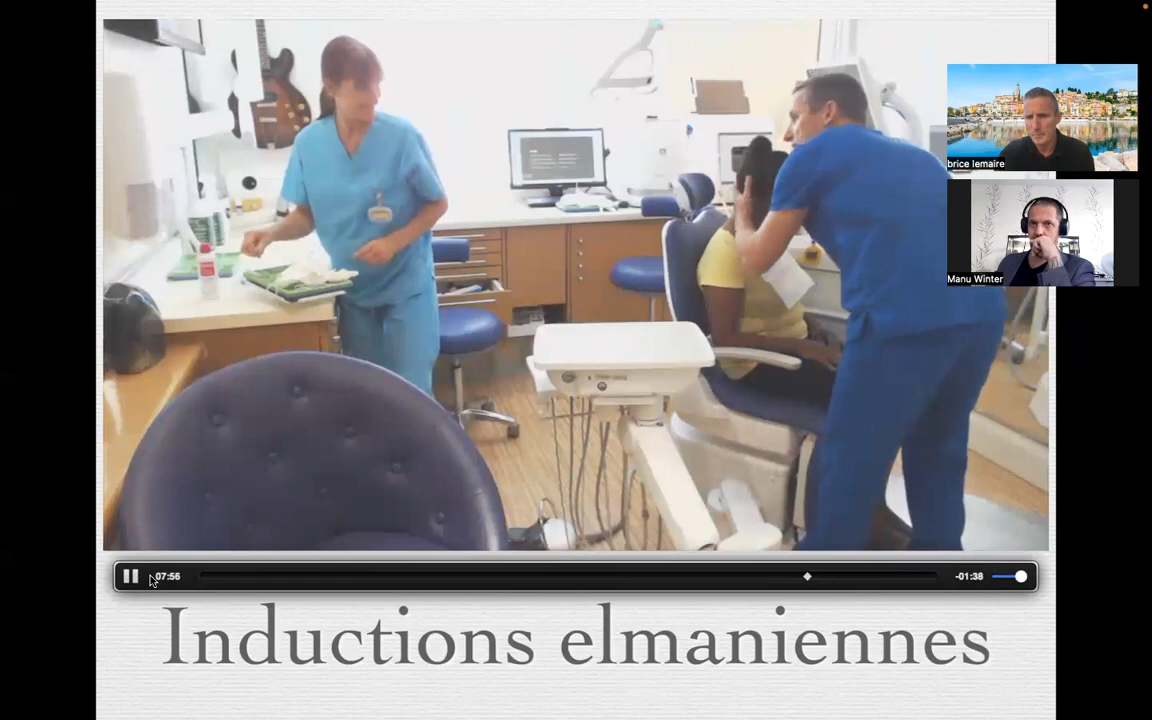 brice lemaire
Manu Winter
07:56
-01:38
Inductions elmaniennes